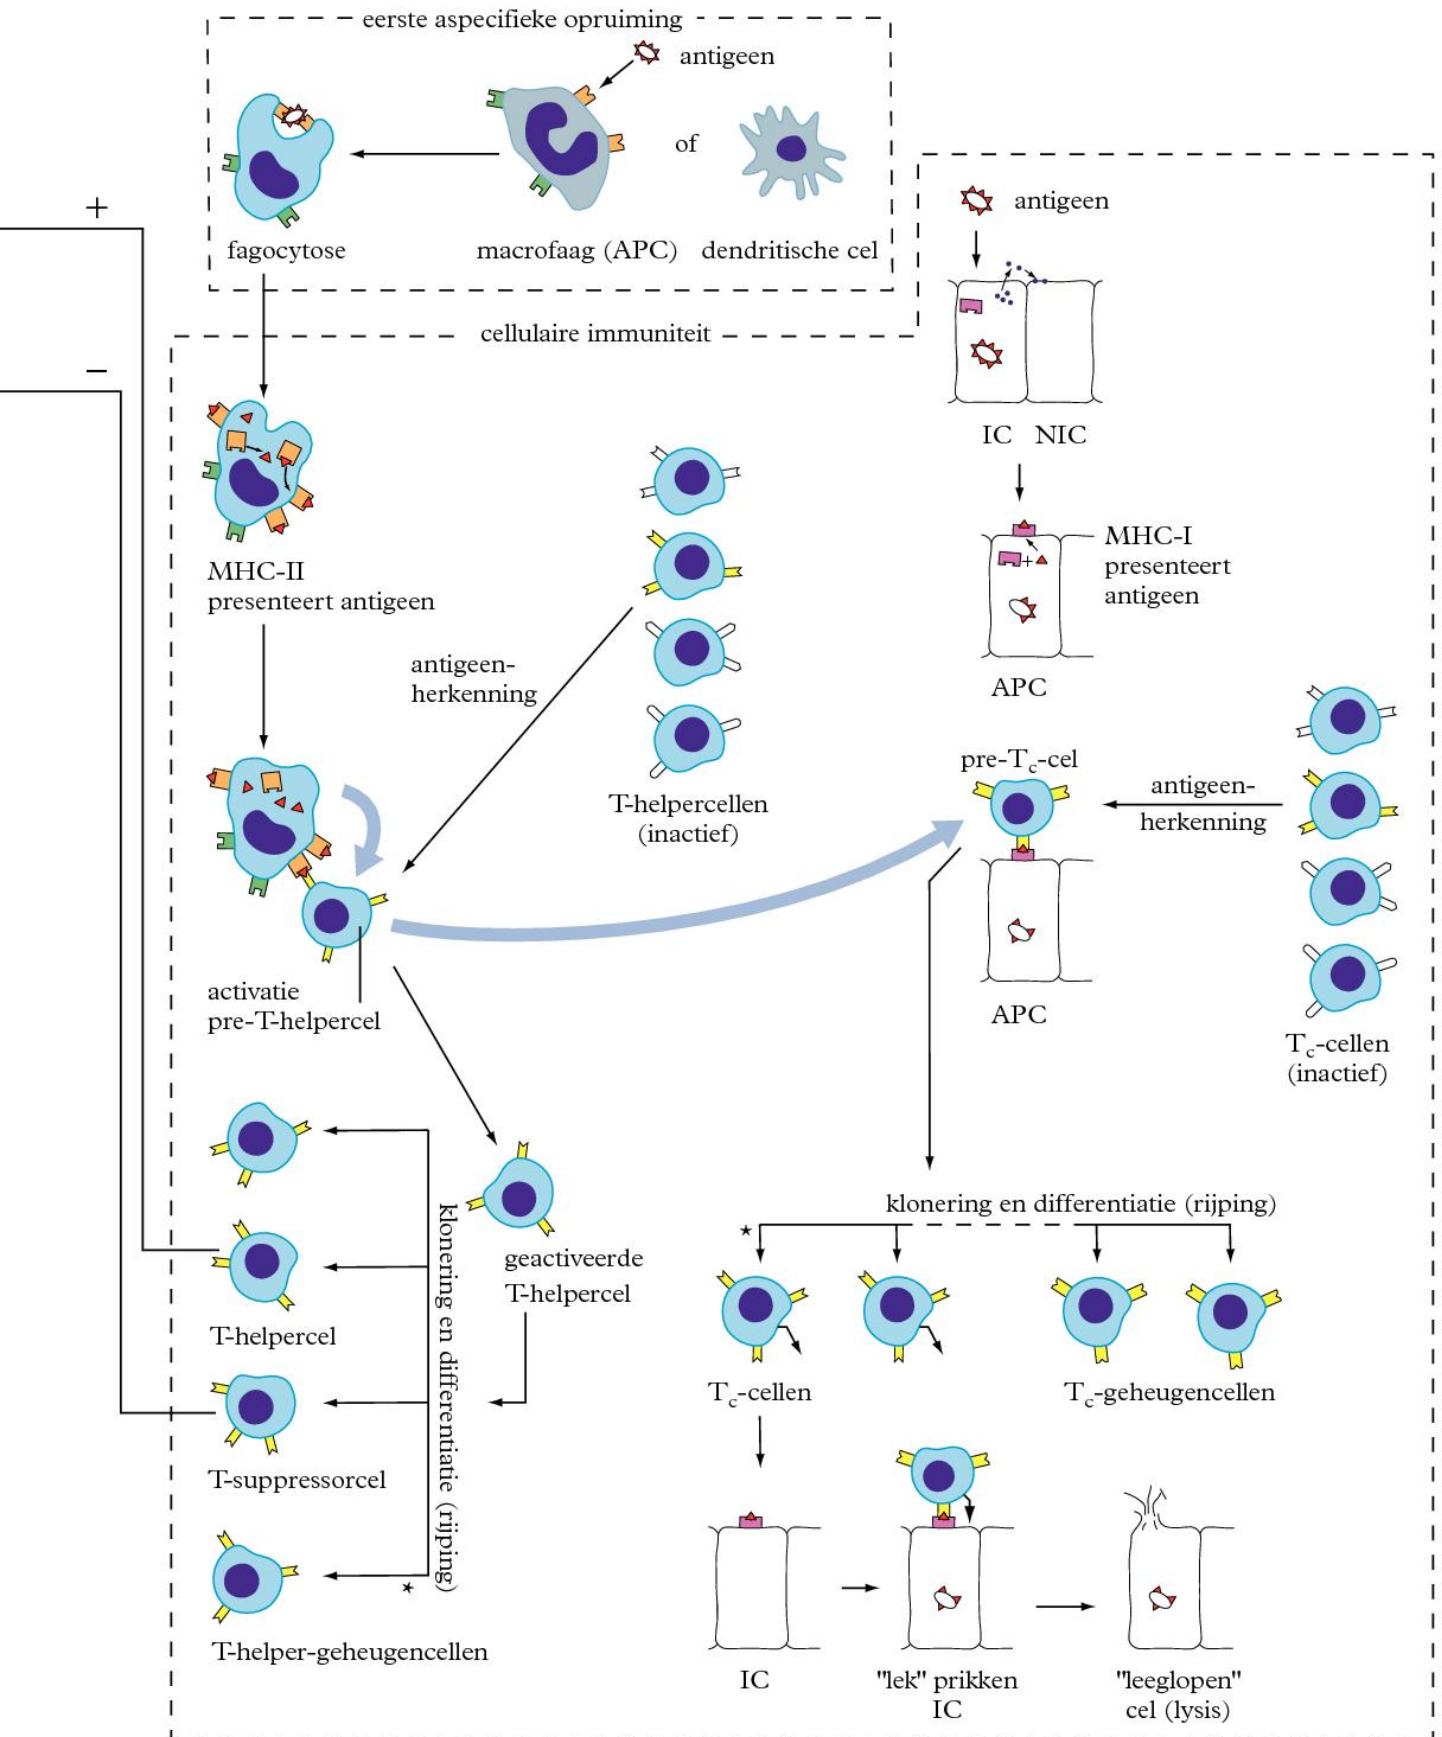 eerste aspecifieke opruiming
antigeen
of
fagocytose
macrofaag (APC)
dendritische cel
+
−
antigeen
IC NIC
cellulaire immuniteit
MHC-II
presenteert antigeen
MHC-I
presenteert
antigeen
+
APC
antigeen-
herkenning
T-helpercellen
(inactief)
pre-Tc-cel
antigeen-
herkenning
APC
Tc-cellen
(inactief)
activatie
pre-T-helpercel
klonering en differentiatie (rijping)
geactiveerde
T-helpercel
T-helpercel
T-suppressorcel
*
T-helper-geheugencellen
klonering en differentiatie (rijping)
*
Tc-cellen
Tc-geheugencellen
IC
"lek" prikken
IC
"leeglopen"
cel (lysis)